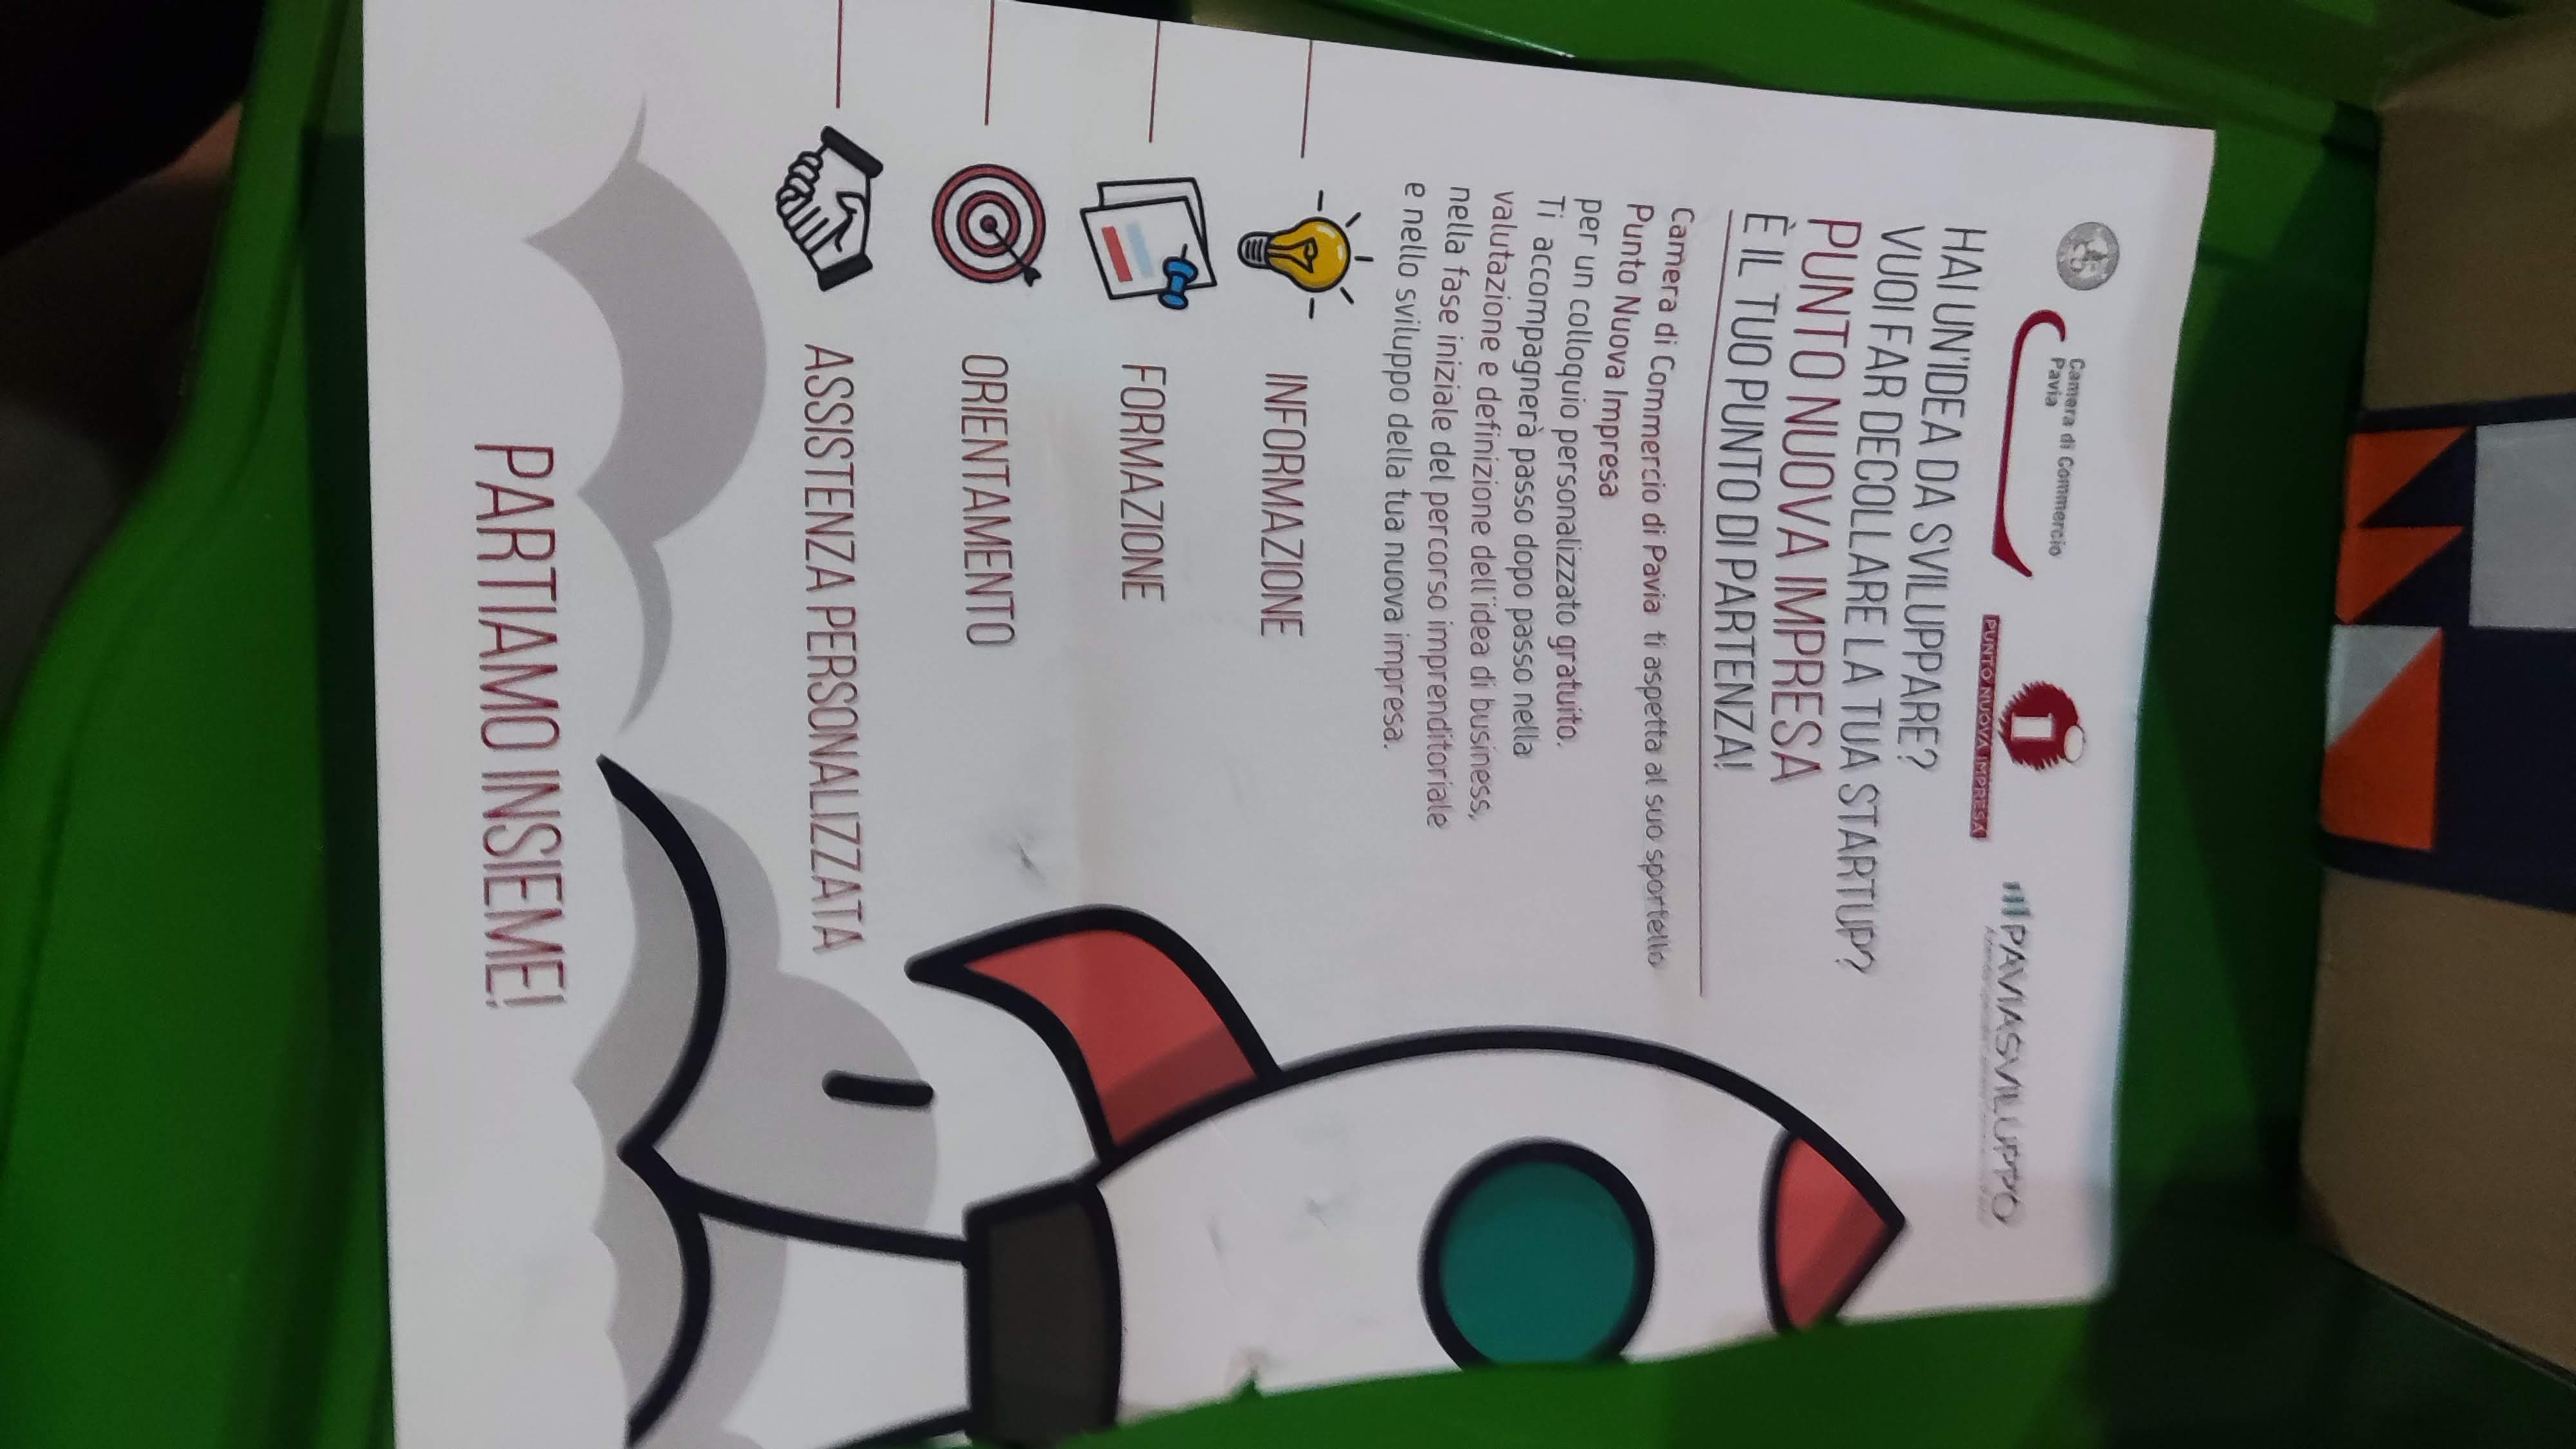 Camera di Commercio
Pavia
PUNTO NUOVA IMPRESA
PAVIASVILUPPO
HAI UN'IDEA DA SVILUPPARE?
VUOI FAR DECOLLARE LA TUA STARTUP?
PUNTO NUOVA IMPRESA
È IL TUO PUNTO DI PARTENZA!
Camera di Commercio di Pavia ti aspetta al suo sportello
Punto Nuova Impresa
per un colloquio personalizzato gratuito.
Ti accompagnerà passo dopo passo nella
valutazione e definizione dell'idea di business,
nella fase iniziale del percorso imprenditoriale
e nello sviluppo della tua nuova impresa.
INFORMAZIONE
FORMAZIONE
ORIENTAMENTO
ASSISTENZA PERSONALIZZATA
PARTIAMO INSIEME!